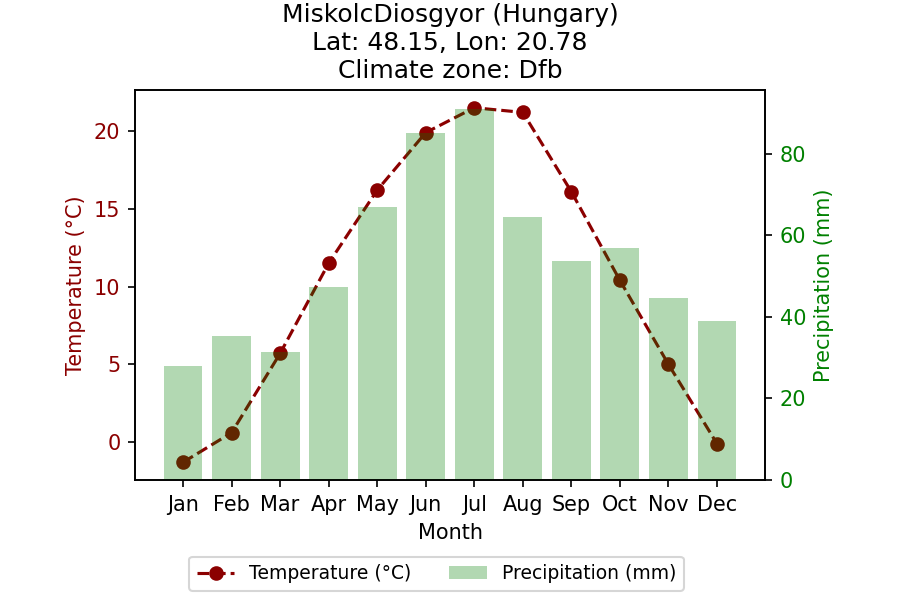 MiskolcDiosgyor (Hungary)
Lat: 48.15, Lon: 20.78
Climate zone: Dfb
Temperature (°C)
20
15
10
5
0
80
60
40
20
0
Precipitation (mm)
Jan Feb Mar Apr May Jun Jul Aug Sep Oct Nov Dec
Month
Temperature (°C) Precipitation (mm)